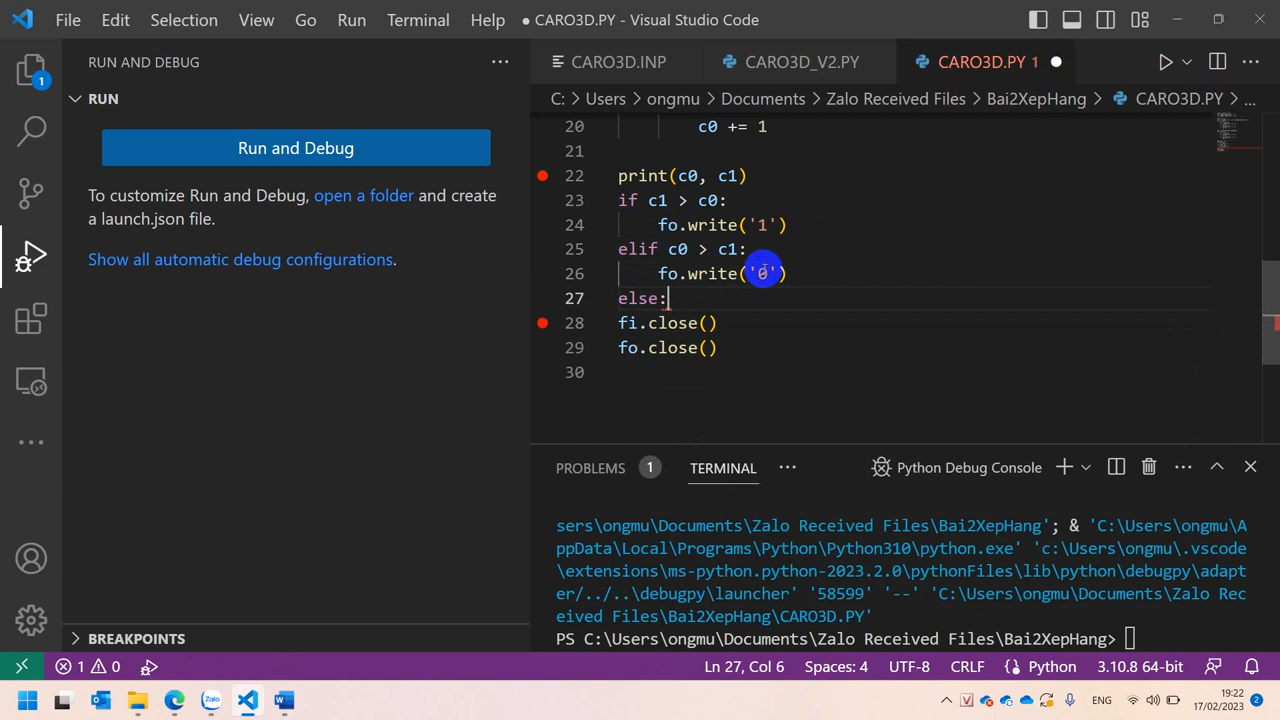 File Edit Selection View Go Run Terminal Help
● CARO3D.PY - Visual Studio Code
RUN AND DEBUG
RUN
Run and Debug
To customize Run and Debug, open a folder and create
a launch.json file.
Show all automatic debug configurations.
BREAKPOINTS
1
CARO3D.INP CARO3D_V2.PY CARO3D.PY 1
C: > Users > ongmu > Documents > Zalo Received Files > Bai2XepHang > CARO3D.PY > ...
20 c0 += 1
21
22 print(c0, c1)
23 if c1 > c0:
24 fo.write('1')
25 elif c0 > c1:
26 fo.write('0')
27 else:
28 fi.close()
29 fo.close()
30
PROBLEMS 1 TERMINAL Python Debug Console
sers\ongmu\Documents\Zalo Received Files\Bai2XepHang'; & 'C:\Users\ongmu\A
ppData\Local\Programs\Python\Python310\python.exe' 'c:\Users\ongmu\.vscode
\extensions\ms-python.python-2023.2.0\pythonFiles\lib\python\debugpy\adapt
er/../..\debugpy\launcher' '58599' '--' 'C:\Users\ongmu\Documents\Zalo Rec
eived Files\Bai2XepHang\CARO3D.PY'
PS C:\Users\ongmu\Documents\Zalo Received Files\Bai2XepHang>
1 0 Ln 27, Col 6 Spaces: 4 UTF-8 CRLF Python 3.10.8 64-bit
Zalo W V ENG 19:22
17/02/2023 2